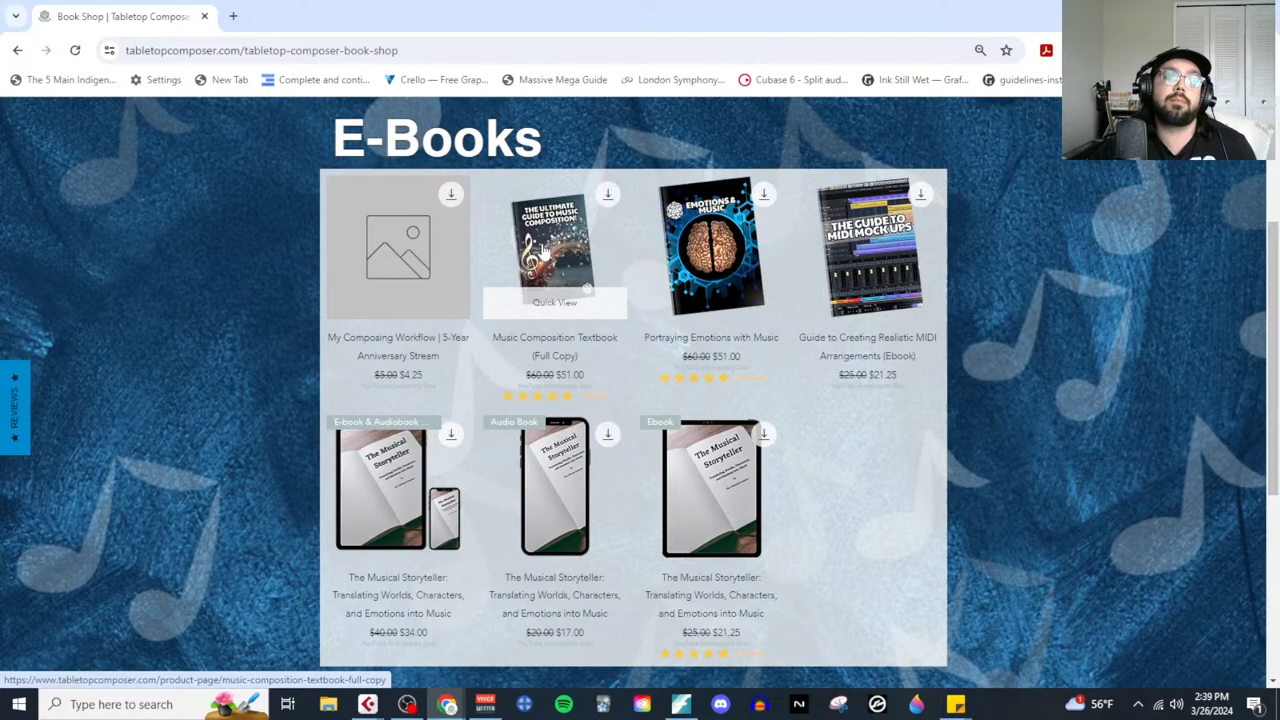 Book Shop | Tabletop Compose
tabletopcomposer.com/tabletop-composer-book-shop
The 5 Main Indigen...
Settings
New Tab
Complete and conti...
Crello — Free Grap...
Massive Mega Guide
London Symphony,...
Cubase 6 - Split aud...
Ink Still Wet — Graf...
guidelines-inst
E-Books
THE ULTIMATE
GUIDE TO MUSIC
COMPOSITION!
EMOTIONS &
MUSIC
THE GUIDE TO
MIDI MOCK UPS
Quick View
My Composing Workflow | 5-Year
Anniversary Stream
$5.00 $4.25
Music Composition Textbook
(Full Copy)
$60.00 $51.00
Portraying Emotions with Music
$60.00 $51.00
Guide to Creating Realistic MIDI
Arrangements (Ebook)
$25.00 $21.25
REVIEWS
E-book & Audiobook ...
Audio Book
Ebook
The Musical
Storyteller:
The Musical
Storyteller:
The Musical
Storyteller:
The Musical Storyteller:
Translating Worlds, Characters,
and Emotions into Music
$40.00 $34.00
The Musical Storyteller:
Translating Worlds, Characters,
and Emotions into Music
$20.00 $17.00
The Musical Storyteller:
Translating Worlds, Characters,
and Emotions into Music
$25.00 $21.25
https://www.tabletopcomposer.com/product-page/music-composition-textbook-full-copy
Type here to search
VOICE
MEETER
56°F
2:39 PM
3/26/2024